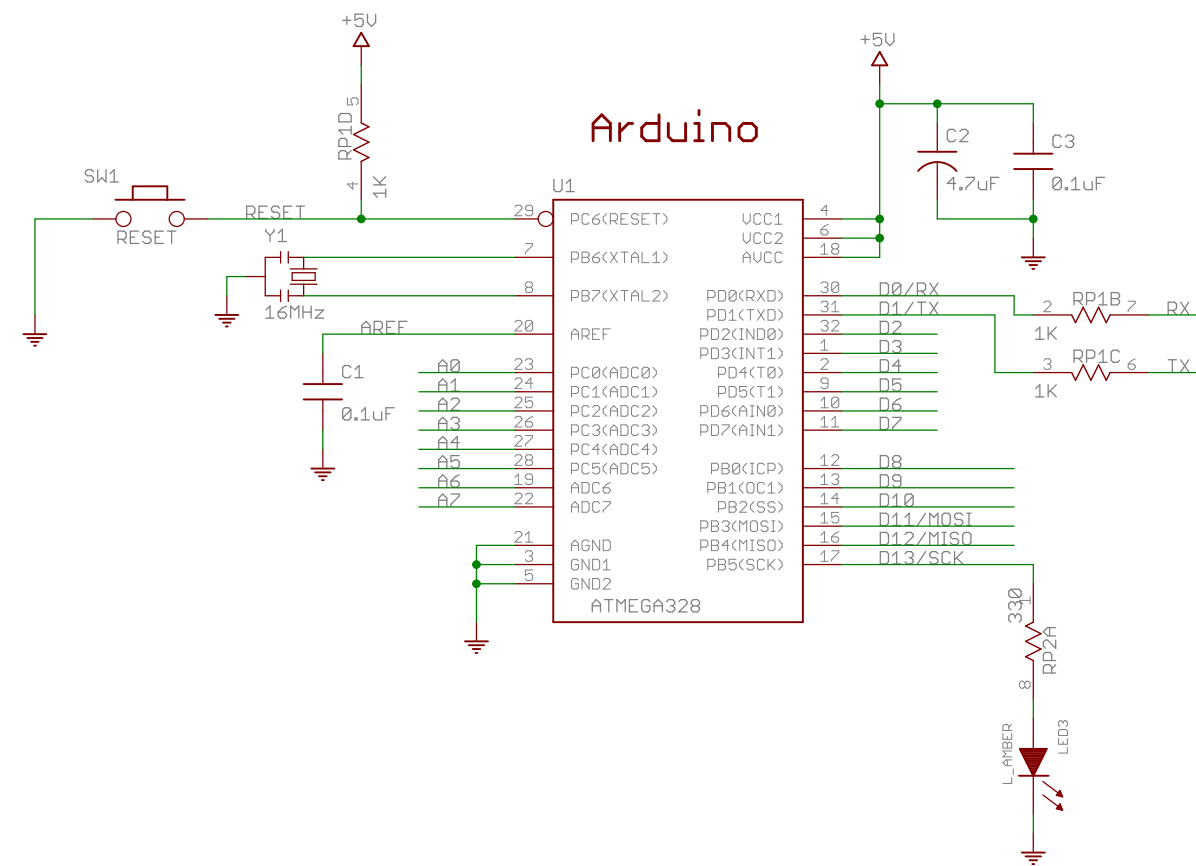 +5V
+5V
Arduino
5
RP1D
4
1K
SW1
RESET
RESET
Y1
16MHz
AREF
C1
0.1uF
C2
4.7uF
C3
0.1uF
U1
29 PC6(RESET) VCC1 4
VCC2 6
7 PB6(XTAL1) AVCC 18
8 PB7(XTAL2) PD0(RXD) 30 D0/RX
PD1(TXD) 31 D1/TX
20 AREF PD2(IND0) 32 D2
PD3(INT1) 1 D3
A0 23 PC0(ADC0) PD4(T0) 2 D4
A1 24 PC1(ADC1) PD5(T1) 9 D5
A2 25 PC2(ADC2) PD6(AIN0) 10 D6
A3 26 PC3(ADC3) PD7(AIN1) 11 D7
A4 27 PC4(ADC4)
A5 28 PC5(ADC5) PB0(ICP) 12 D8
A6 19 ADC6 PB1(OC1) 13 D9
A7 22 ADC7 PB2(SS) 14 D10
PB3(MOSI) 15 D11/MOSI
21 AGND PB4(MISO) 16 D12/MISO
3 GND1 PB5(SCK) 17 D13/SCK
5 GND2
ATMEGA328
2 RP1B 7 RX
1K
3 RP1C 6 TX
1K
330
1
RP2A
8
L_AMBER
LED3